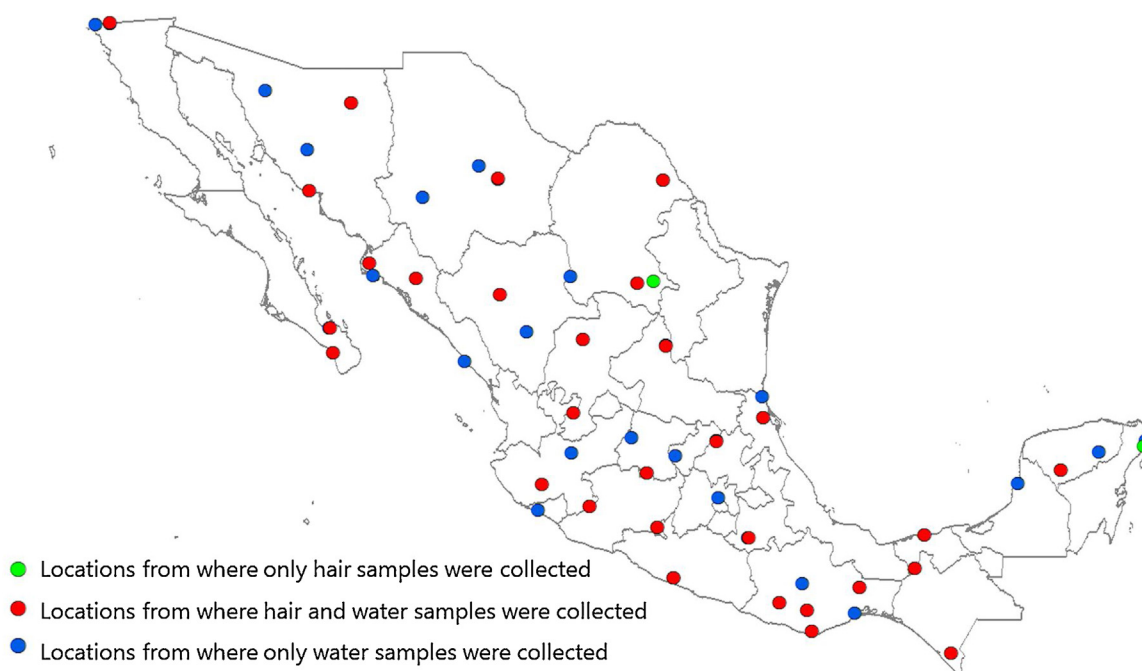 Locations from where only hair samples were collected
Locations from where hair and water samples were collected
Locations from where only water samples were collected